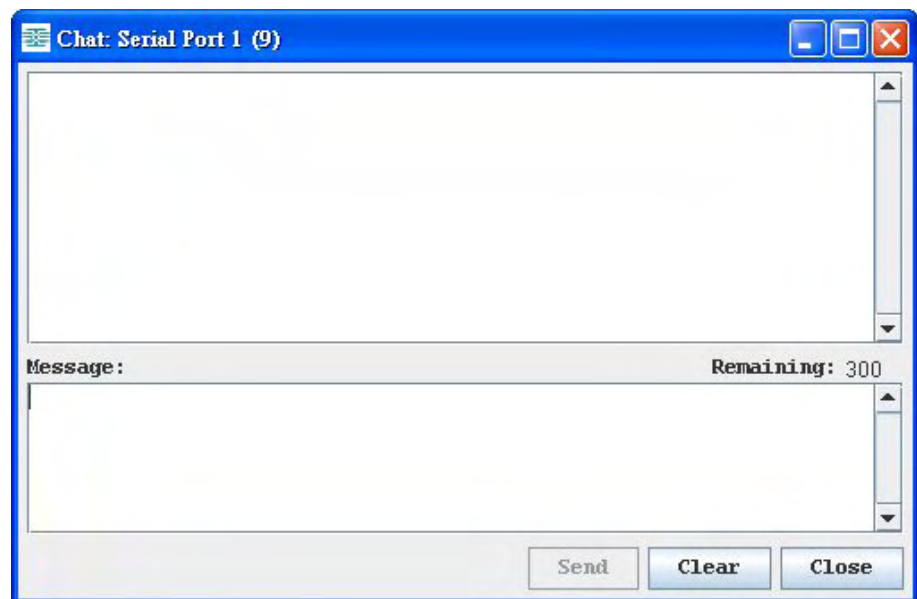 Chat: Serial Port 1 (9)
Message: Remaining: 300
Send Clear Close